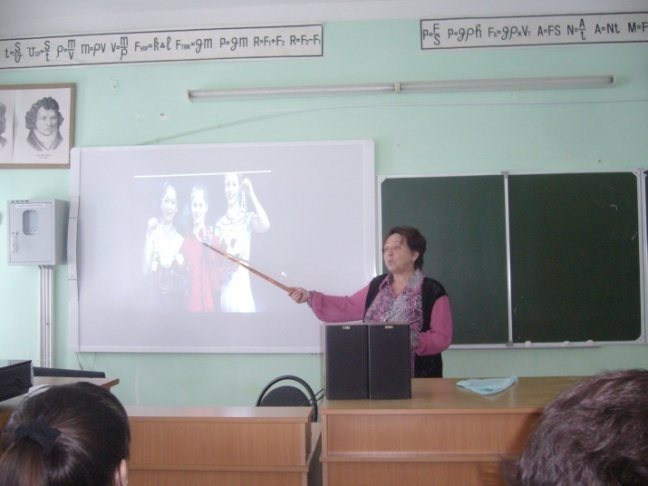 t=S/v υср=S/t ρ=m/V m=ρV V=m/ρ Fупр=kΔl Fтяж=gm P=gm R=F₁+F₂ R=F₂-F₁
P=F/S P=gρh FA=gρжVт A=FS N=A/t A=Nt M=F